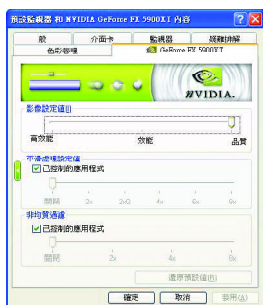 預設監視器 和 NVIDIA GeForce FX 5900XT 內容
一般 介面卡 監視器 疑難排解
色彩管理 GeForce FX 5900XT
NVIDIA.
影像設定值(I)
高效能 效能 品質
平滑處理設定值
已控制的應用程式
關閉 2x 2xQ 4x 6x 8x
非均質過濾
已控制的應用程式
關閉 2x 4x 8x
還原預設值(R)
確定 取消 套用(A)